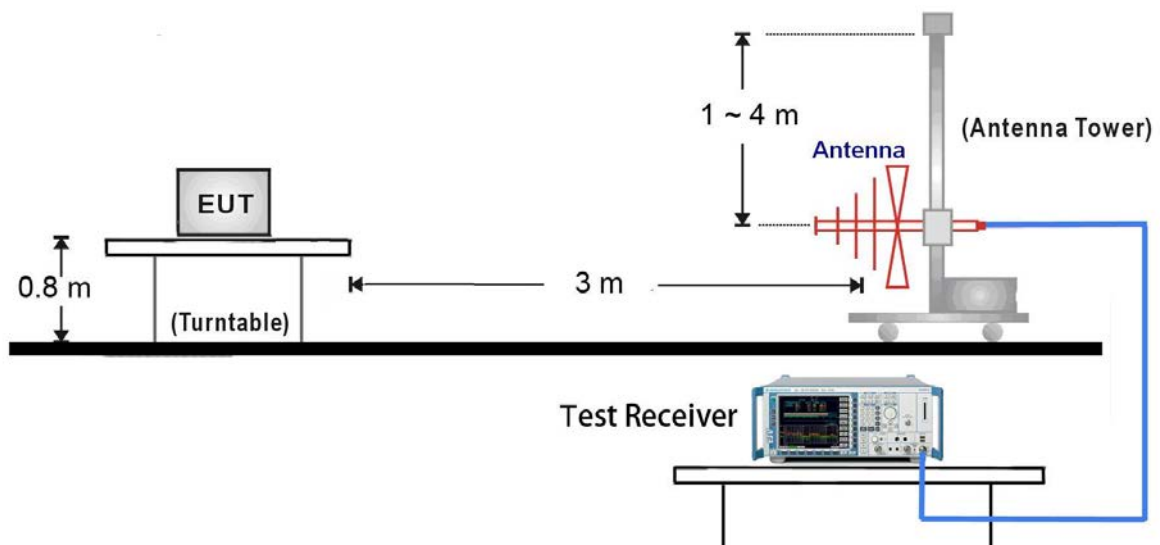 1 ~ 4 m
(Antenna Tower)
Antenna
EUT
0.8 m
3 m
(Turntable)
Test Receiver